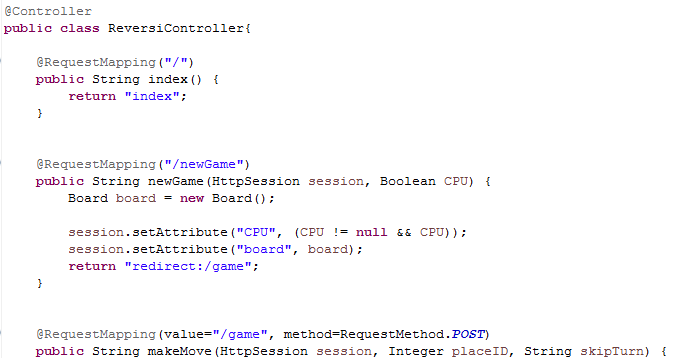 @Controller
public class ReversiController{
@RequestMapping("/")
public String index() {
return "index";
}
@RequestMapping("/newGame")
public String newGame(HttpSession session, Boolean CPU) {
Board board = new Board();
session.setAttribute("CPU", (CPU != null && CPU));
session.setAttribute("board", board);
return "redirect:/game";
}
@RequestMapping(value="/game", method=RequestMethod.POST)
public String makeMove(HttpSession session, Integer placeID, String skipTurn) {